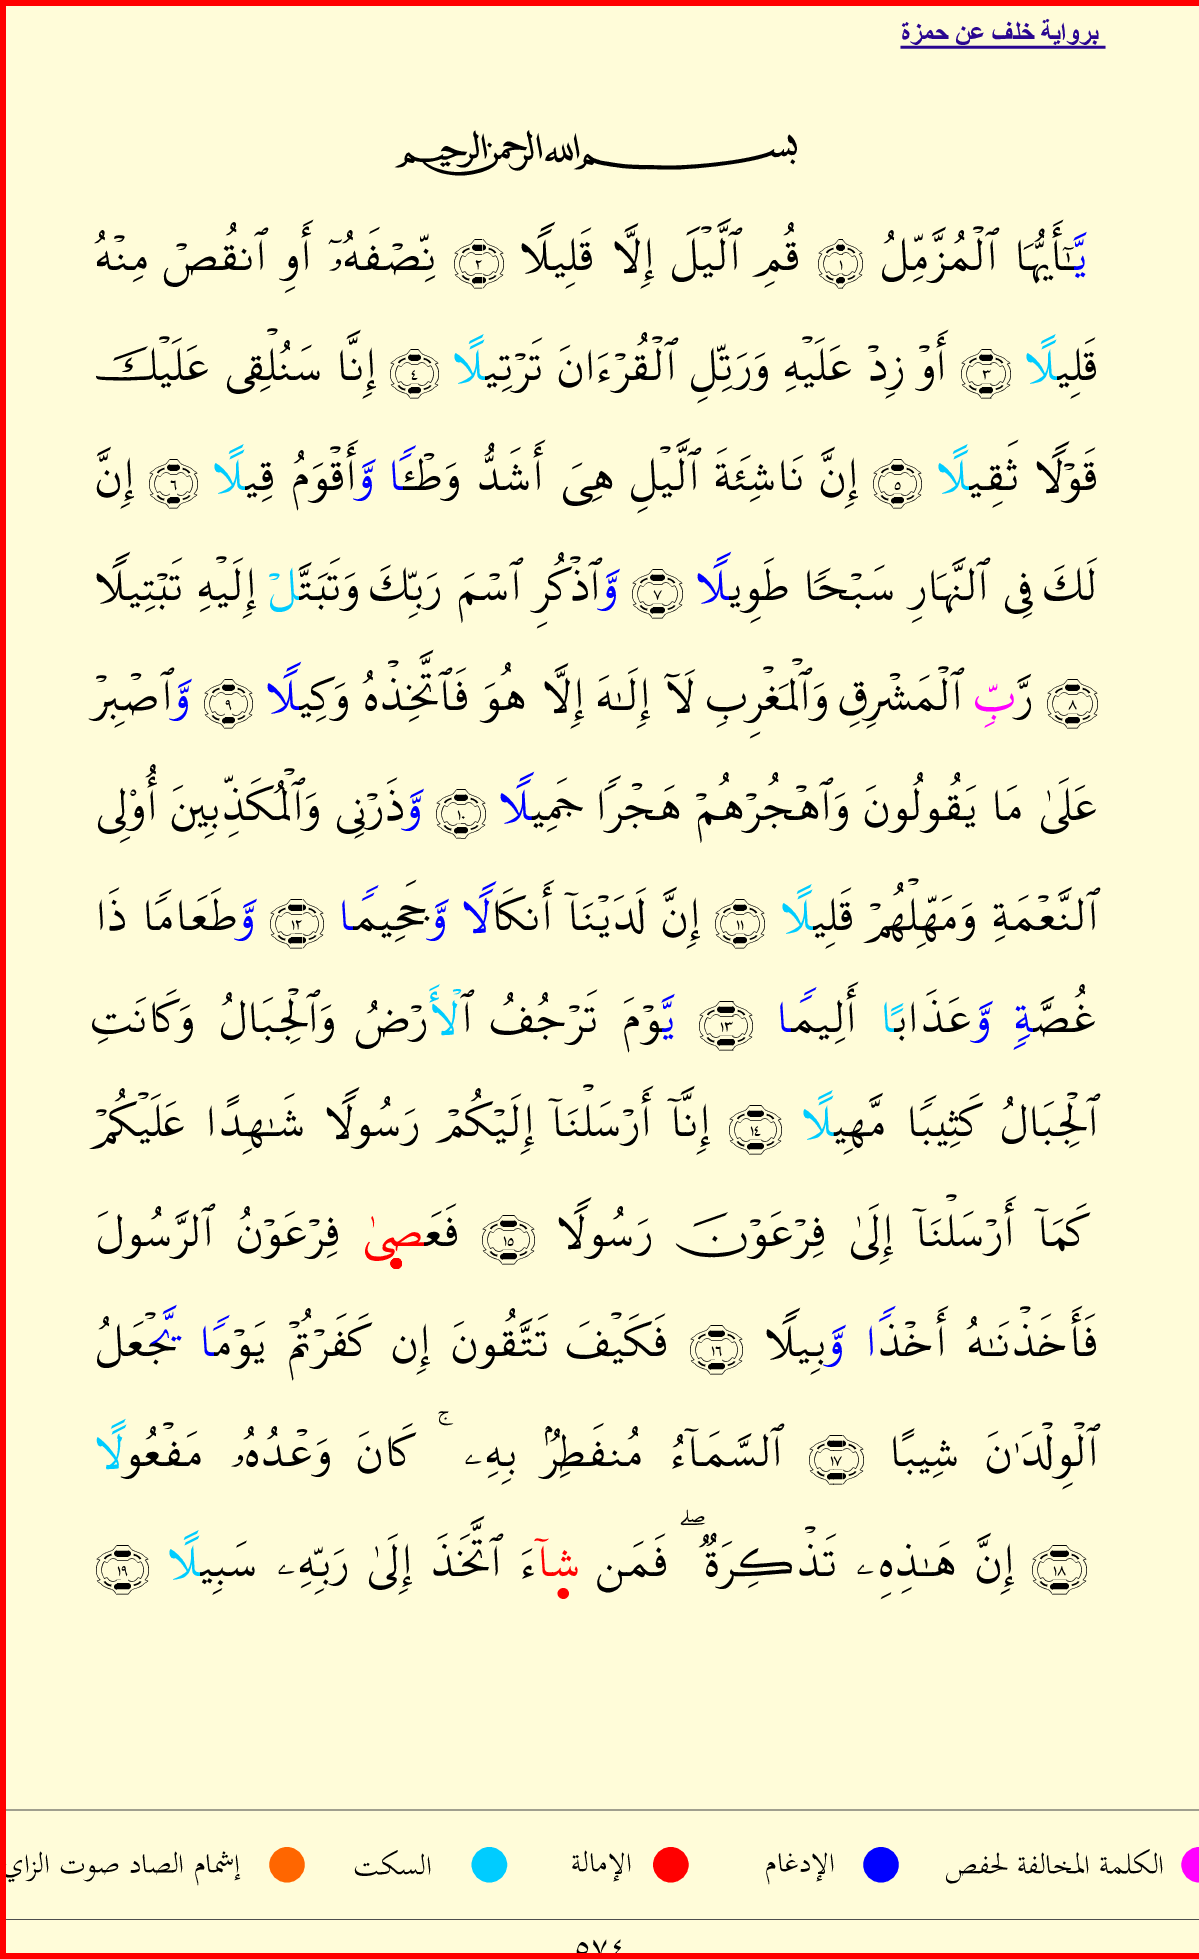 برواية خلف عن حمزة
بسم الله الرحمن الرحيم
يَّـٰٓأَيُّهَا ٱلۡمُزَّمِّلُ ١ قُمِ ٱلَّيۡلَ إِلَّا قَلِيلًا ٢ نِّصۡفَهُۥٓ أَوِ ٱنقُصۡ مِنۡهُ
قَلِيلًا ٣ أَوۡ زِدۡ عَلَيۡهِ وَرَتِّلِ ٱلۡقُرۡءَانَ تَرۡتِيلًا ٤ إِنَّا سَنُلۡقِى عَلَيۡكَ
قَوۡلًا ثَقِيلًا ٥ إِنَّ نَاشِئَةَ ٱلَّيۡلِ هِىَ أَشَدُّ وَطۡـًٔا وَّأَقۡوَمُ قِيلًا ٦ إِنَّ
لَكَ فِى ٱلنَّهَارِ سَبۡحًا طَوِيلًا ٧ وَّٱذۡكُرِ ٱسۡمَ رَبِّكَ وَتَبَتَّلۡ إِلَيۡهِ تَبۡتِيلًا
٨ رَّبِّ ٱلۡمَشۡرِقِ وَٱلۡمَغۡرِبِ لَآ إِلَـٰهَ إِلَّا هُوَ فَٱتَّخِذۡهُ وَكِيلًا ٩ وَّٱصۡبِرۡ
عَلَىٰ مَا يَقُولُونَ وَٱهۡجُرۡهُمۡ هَجۡرًا جَمِيلًا ١٠ وَّذَرۡنِى وَٱلۡمُكَذِّبِينَ أُوْلِى
ٱلنَّعۡمَةِ وَمَهِّلۡهُمۡ قَلِيلًا ١١ إِنَّ لَدَيۡنَآ أَنكَالًا وَّجَحِيمًا ١٢ وَّطَعَامًا ذَا
غُصَّةٍ وَّعَذَابًا أَلِيمًا ١٣ يَّوۡمَ تَرۡجُفُ ٱلۡأَرۡضُ وَٱلۡجِبَالُ وَكَانَتِ
ٱلۡجِبَالُ كَثِيبًا مَّهِيلًا ١٤ إِنَّآ أَرۡسَلۡنَآ إِلَيۡكُمۡ رَسُولًا شَـٰهِدًا عَلَيۡكُمۡ
كَمَآ أَرۡسَلۡنَآ إِلَىٰ فِرۡعَوۡنَ رَسُولًا ١٥ فَعَصِىٰ فِرۡعَوۡنُ ٱلرَّسُولَ
فَأَخَذۡنَـٰهُ أَخۡذًا وَّبِيلًا ١٦ فَكَيۡفَ تَتَّقُونَ إِن كَفَرۡتُمۡ يَوۡمًا يَّجۡعَلُ
ٱلۡوِلۡدَٰنَ شِيبًا ١٧ ٱلسَّمَآءُ مُنفَطِرُۢ بِهِۦ ۚ كَانَ وَعۡدُهُۥ مَفۡعُولًا
١٨ إِنَّ هَـٰذِهِۦ تَذۡكِرَةٌ ۖ فَمَن شِآءَ ٱتَّخَذَ إِلَىٰ رَبِّهِۦ سَبِيلًا ١٩
الكلمة المخالفة لحفص الإدغام الإمالة السكت إشمام الصاد صوت الزاي
٥٧٤